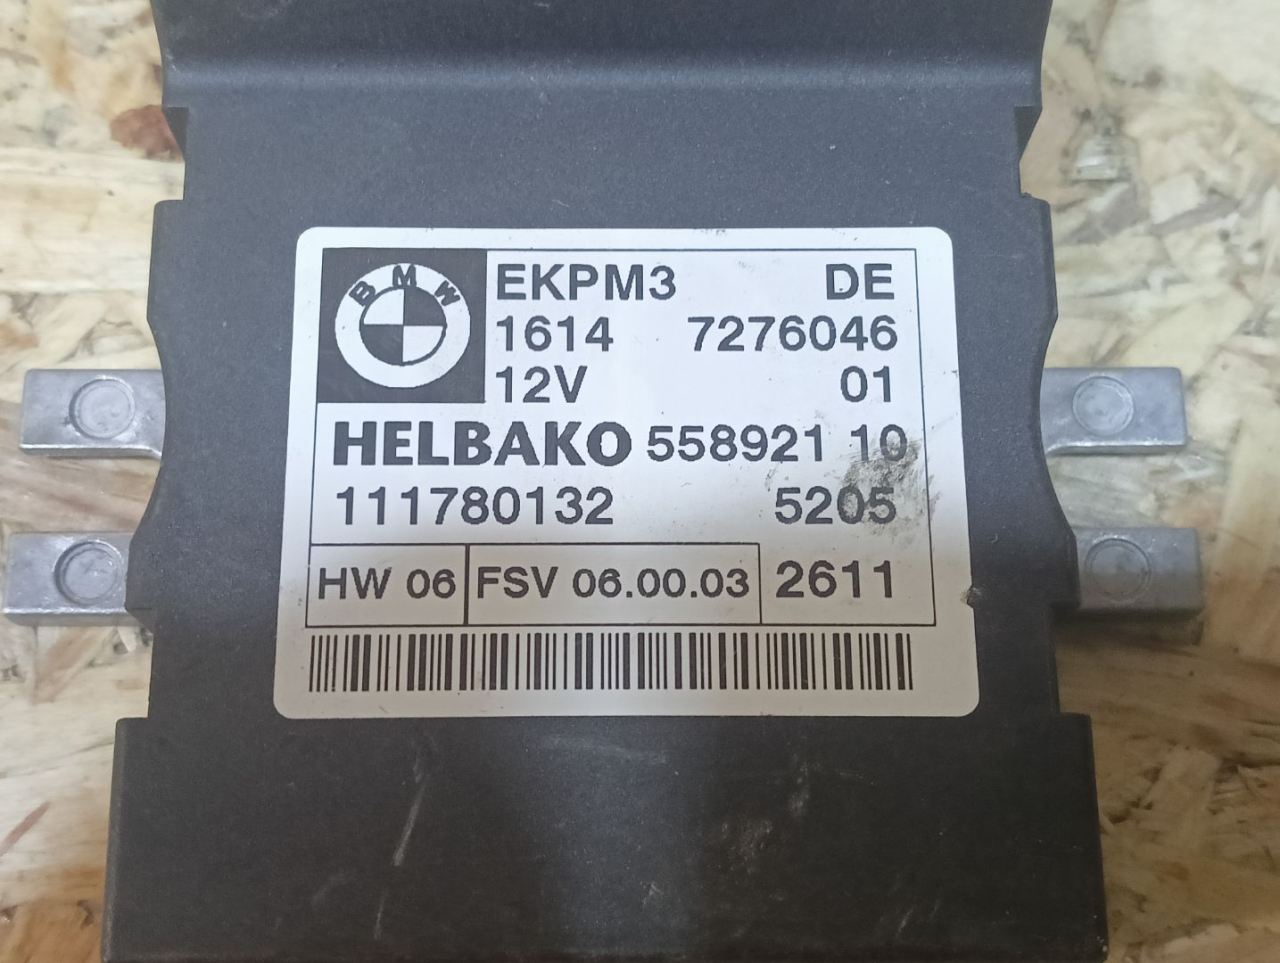 BMW
EKPM3 DE
1614 7276046
12V 01
HELBAKO 558921 10
111780132 5205
HW 06 FSV 06.00.03 2611